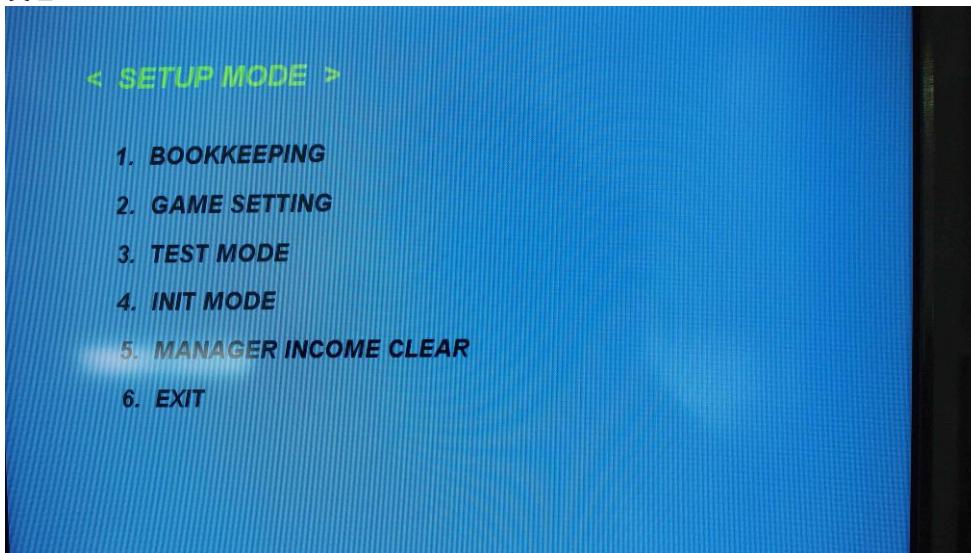 < SETUP MODE >
1. BOOKKEEPING
2. GAME SETTING
3. TEST MODE
4. INIT MODE
5. MANAGER INCOME CLEAR
6. EXIT